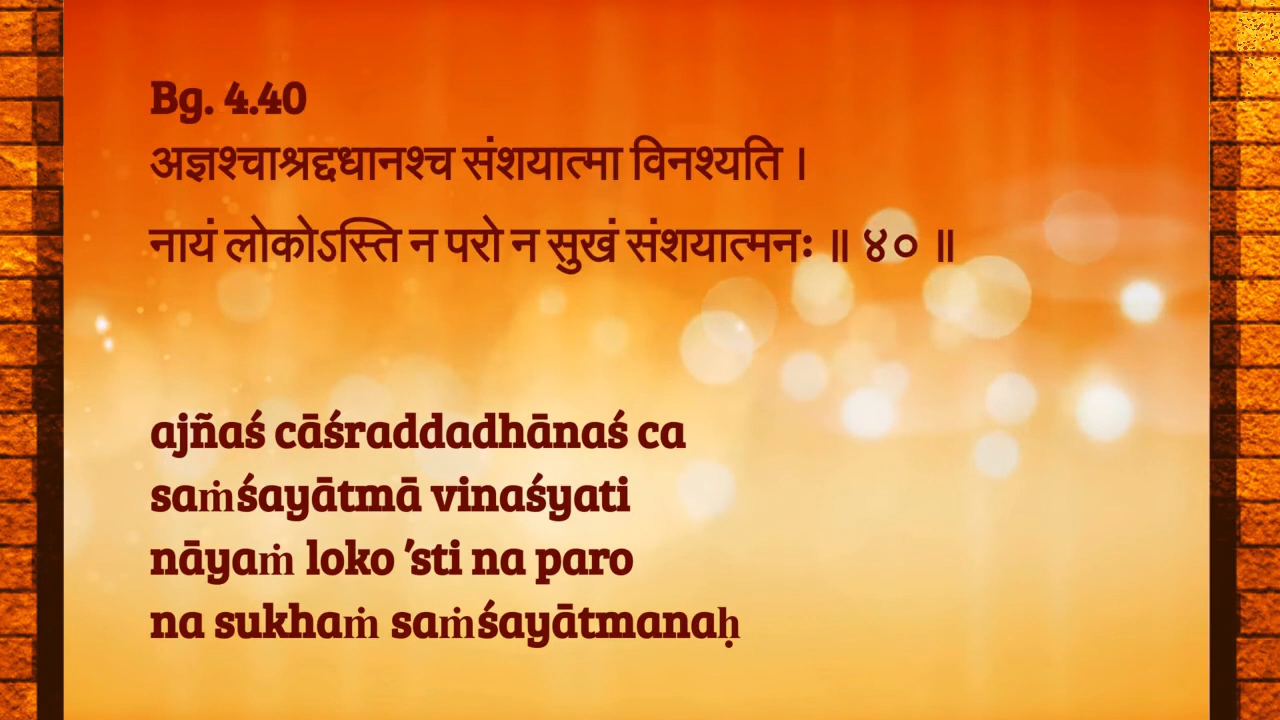 Bg. 4.40
अज्ञश्चाश्रद्दधानश्च संशयात्मा विनश्यति ।
नायं लोकोऽस्ति न परो न सुखं संशयात्मनः ॥ ४० ॥
ajñaś cāśraddadhānaś ca
saṁśayātmā vinaśyati
nāyaṁ loko ’sti na paro
na sukhaṁ saṁśayātmanaḥ